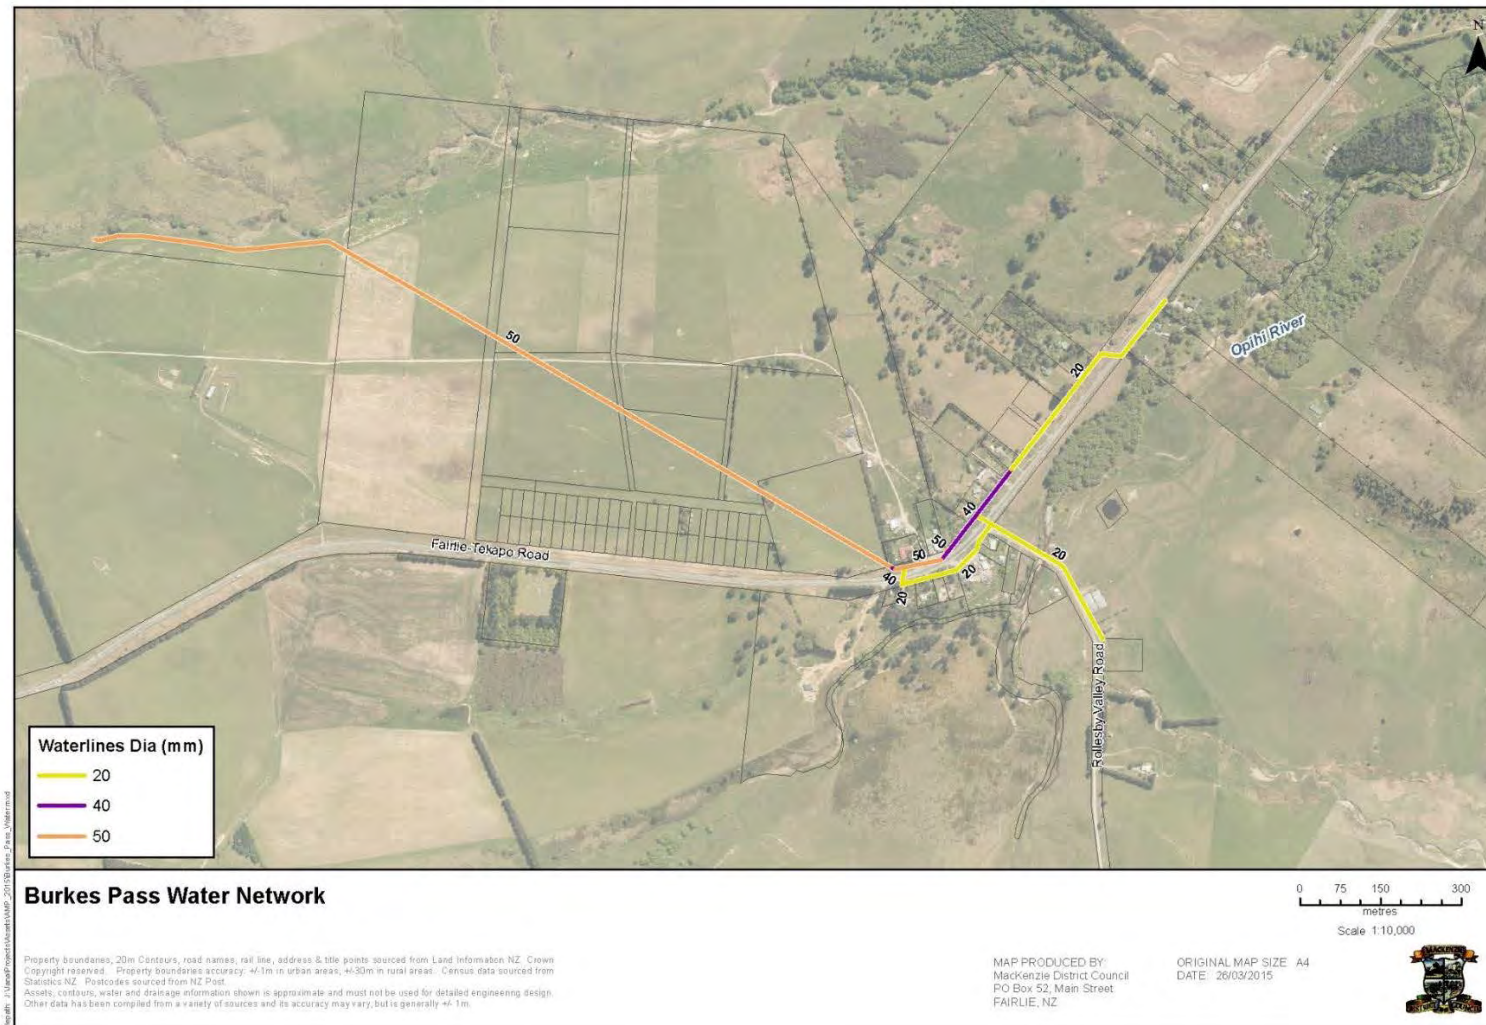 N
50
20
Opihi River
40
50
50
Fairlie-Tekapo Road
40
20
20
20
Rollesby Valley Road
Waterlines Dia (mm)
20
40
50
Burkes Pass Water Network
0 75 150 300
metres
Scale 1:10,000
Property boundaries, 20m Contours, road names, rail line, address & title points sourced from Land Information NZ. Crown
Copyright reserved. Property boundaries accuracy: +/-1m in urban areas, +/-30m in rural areas. Census data sourced from
Statistics NZ. Postcodes sourced from NZ Post.
Assets, contours, water and drainage information shown is approximate and must not be used for detailed engineering design.
Other data has been compiled from a variety of sources and its accuracy may vary, but is generally +/- 1m.
MAP PRODUCED BY:
MacKenzie District Council
PO Box 52, Main Street
FAIRLIE, NZ
ORIGINAL MAP SIZE A4
DATE: 26/03/2015
MACKENZIE